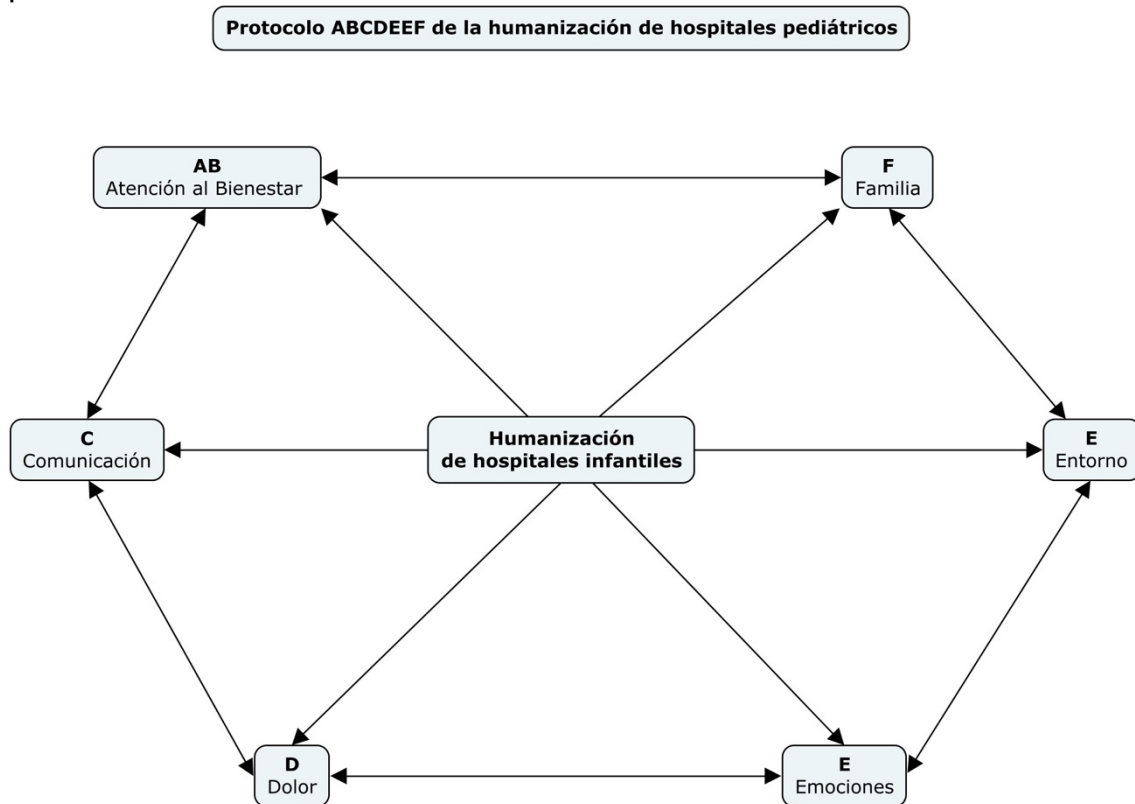 Protocolo ABCDEEF de la humanización de hospitales pediátricos
AB
Atención al Bienestar
F
Familia
C
Comunicación
Humanización
de hospitales infantiles
E
Entorno
D
Dolor
E
Emociones